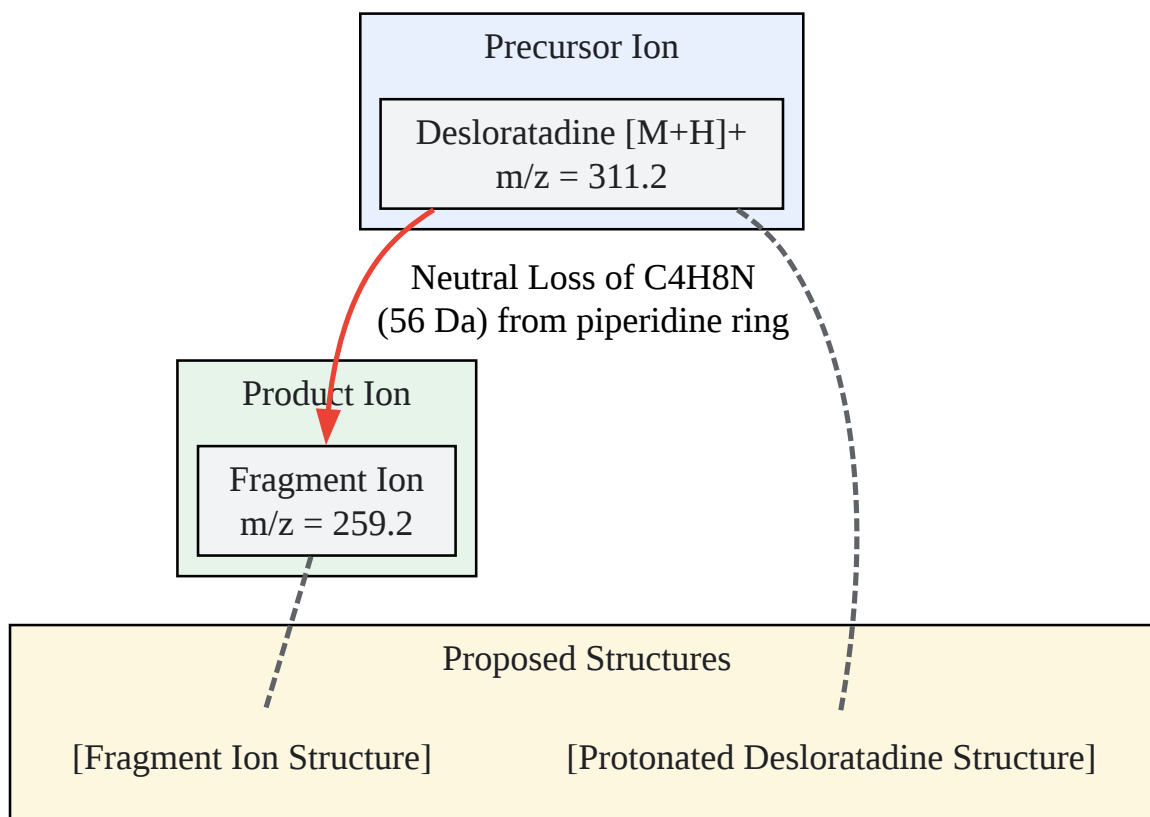 Precursor Ion
Desloratadine [M+H]+
m/z = 311.2
Neutral Loss of C4H8N
(56 Da) from piperidine ring
Product Ion
Fragment Ion
m/z = 259.2
Proposed Structures
[Fragment Ion Structure]
[Protonated Desloratadine Structure]